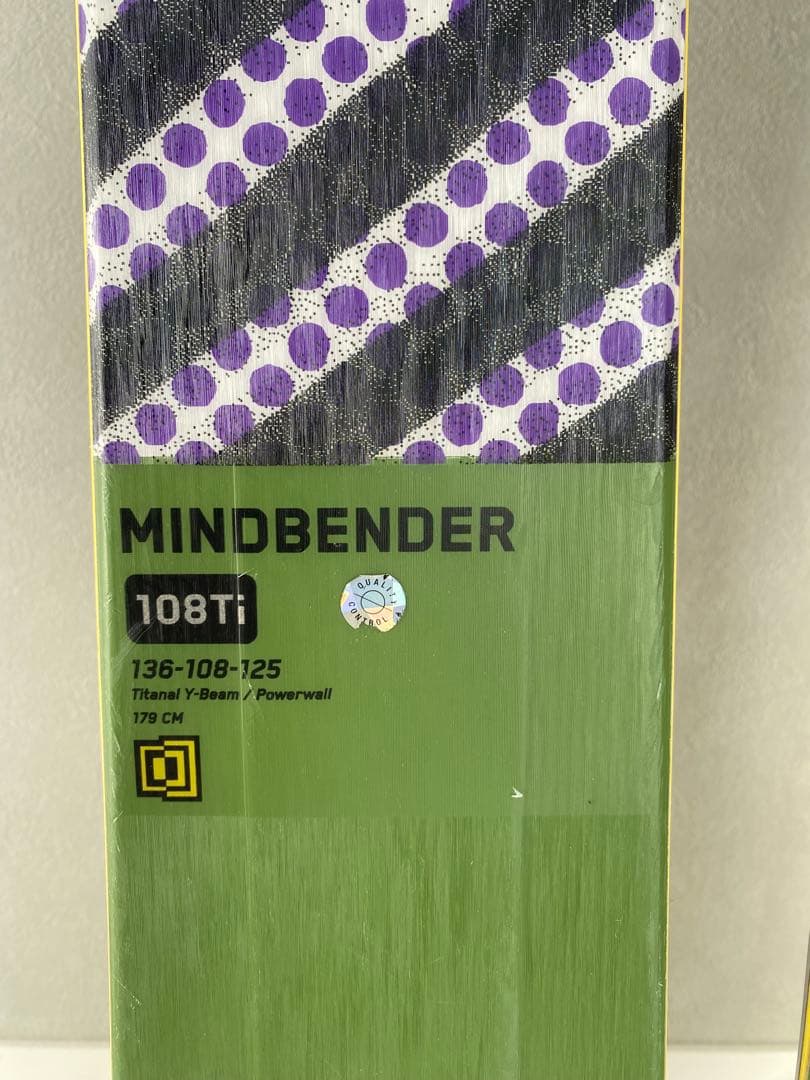 MINDBENDER
108Ti
QUALITY
CONTROL
136-108-125
Titanal Y-Beam / Powerwall
179 CM